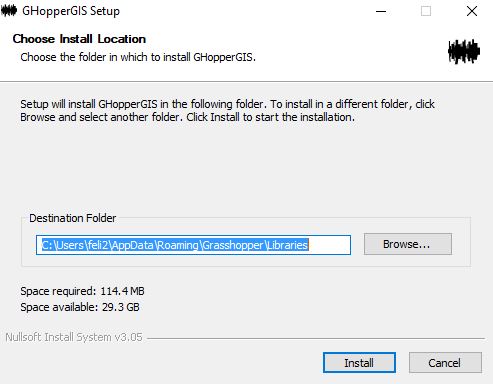 GHopperGIS Setup
Choose Install Location
Choose the folder in which to install GHopperGIS.
Setup will install GHopperGIS in the following folder. To install in a different folder, click
Browse and select another folder. Click Install to start the installation.
Destination Folder
C:\Users\feli2\AppData\Roaming\Grasshopper\Libraries
Browse...
Space required: 114.4 MB
Space available: 29.3 GB
Nullsoft Install System v3.05
Install
Cancel